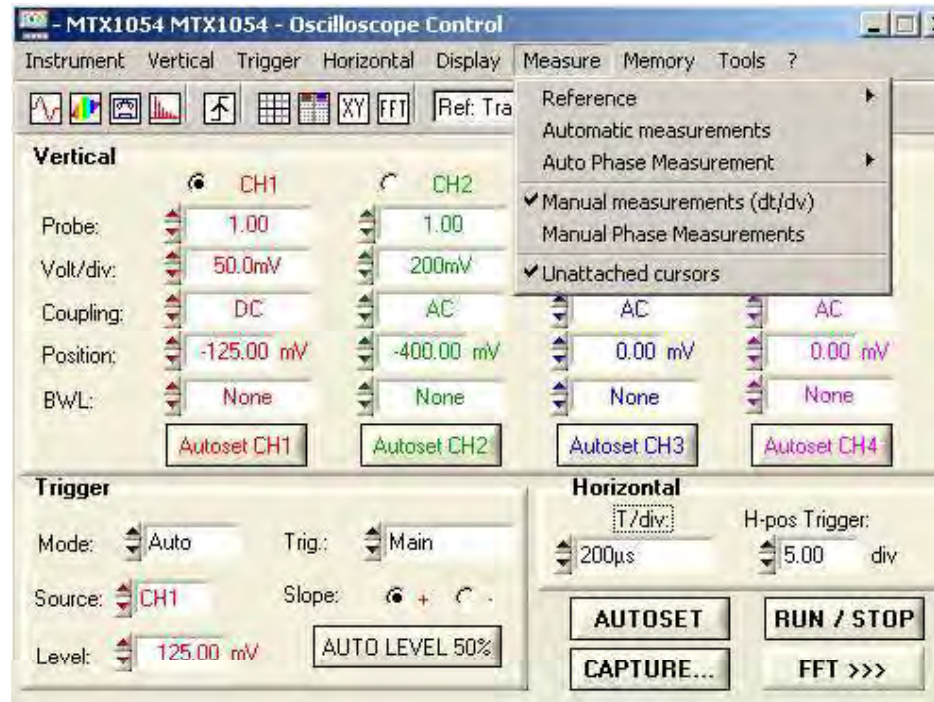 - MTX1054 MTX1054 - Oscilloscope Control
Instrument Vertical Trigger Horizontal Display Measure Memory Tools ?
XY FFT Ref: Tra
Reference
Automatic measurements
Auto Phase Measurement
Manual measurements (dt/dv)
Manual Phase Measurements
Unattached cursors
Vertical
CH1 CH2
Probe: 1.00 1.00
Volt/div: 50.0mV 200mV
Coupling: DC AC AC AC
Position: -125.00 mV -400.00 mV 0.00 mV 0.00 mV
BWL: None None None None
Autoset CH1 Autoset CH2 Autoset CH3 Autoset CH4
Trigger
Mode: Auto Trig.: Main
Source: CH1 Slope: + -
Level: 125.00 mV AUTO LEVEL 50%
Horizontal
T/div: H-pos Trigger:
200µs 5.00 div
AUTOSET RUN / STOP
CAPTURE... FFT >>>